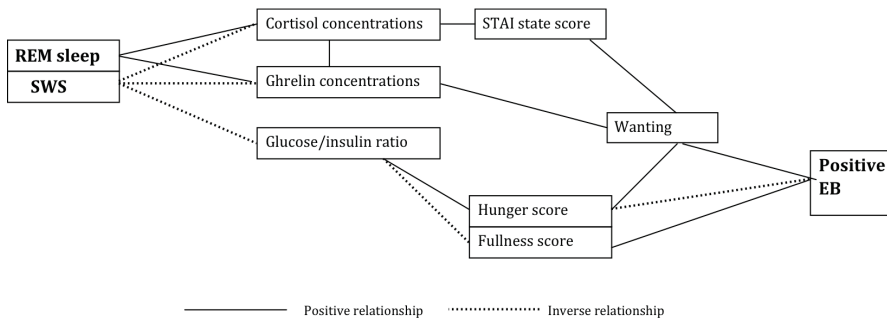 Cortisol concentrations
STAI state score
REM sleep
SWS
Ghrelin concentrations
Wanting
Glucose/insulin ratio
Positive
EB
Hunger score
Fullness score
Positive relationship
Inverse relationship